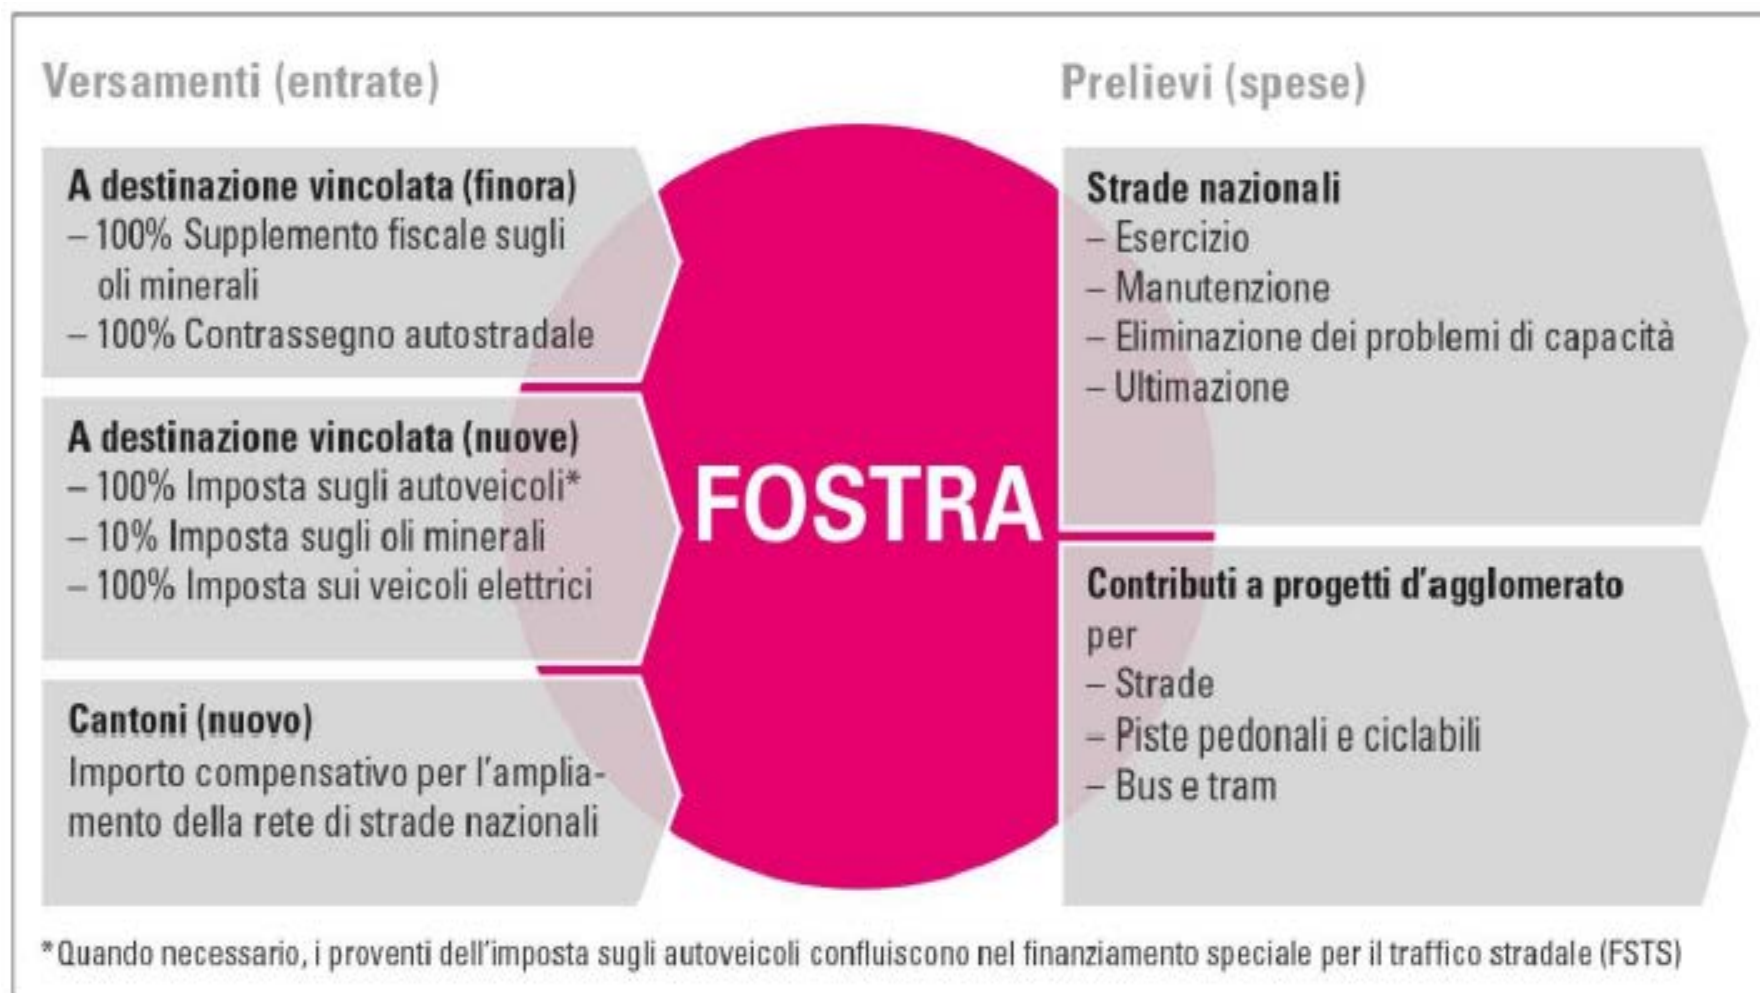 Versamenti (entrate)
A destinazione vincolata (finora)
– 100% Supplemento fiscale sugli
oli minerali
– 100% Contrassegno autostradale
A destinazione vincolata (nuove)
– 100% Imposta sugli autoveicoli*
– 10% Imposta sugli oli minerali
– 100% Imposta sui veicoli elettrici
Cantoni (nuovo)
Importo compensativo per l'amplia-
mento della rete di strade nazionali
FOSTRA
Prelievi (spese)
Strade nazionali
– Esercizio
– Manutenzione
– Eliminazione dei problemi di capacità
– Ultimazione
Contributi a progetti d'agglomerato
per
– Strade
– Piste pedonali e ciclabili
– Bus e tram
*Quando necessario, i proventi dell'imposta sugli autoveicoli confluiscono nel finanziamento speciale per il traffico stradale (FSTS)